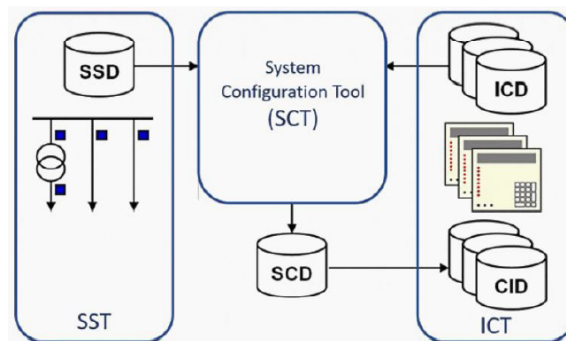 SSD
System
Configuration Tool
(SCT)
ICD
SCD
CID
SST
ICT